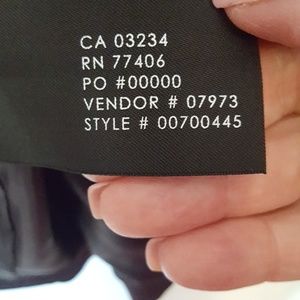 CA 03234
RN 77406
PO #00000
VENDOR # 07973
STYLE # 00700445